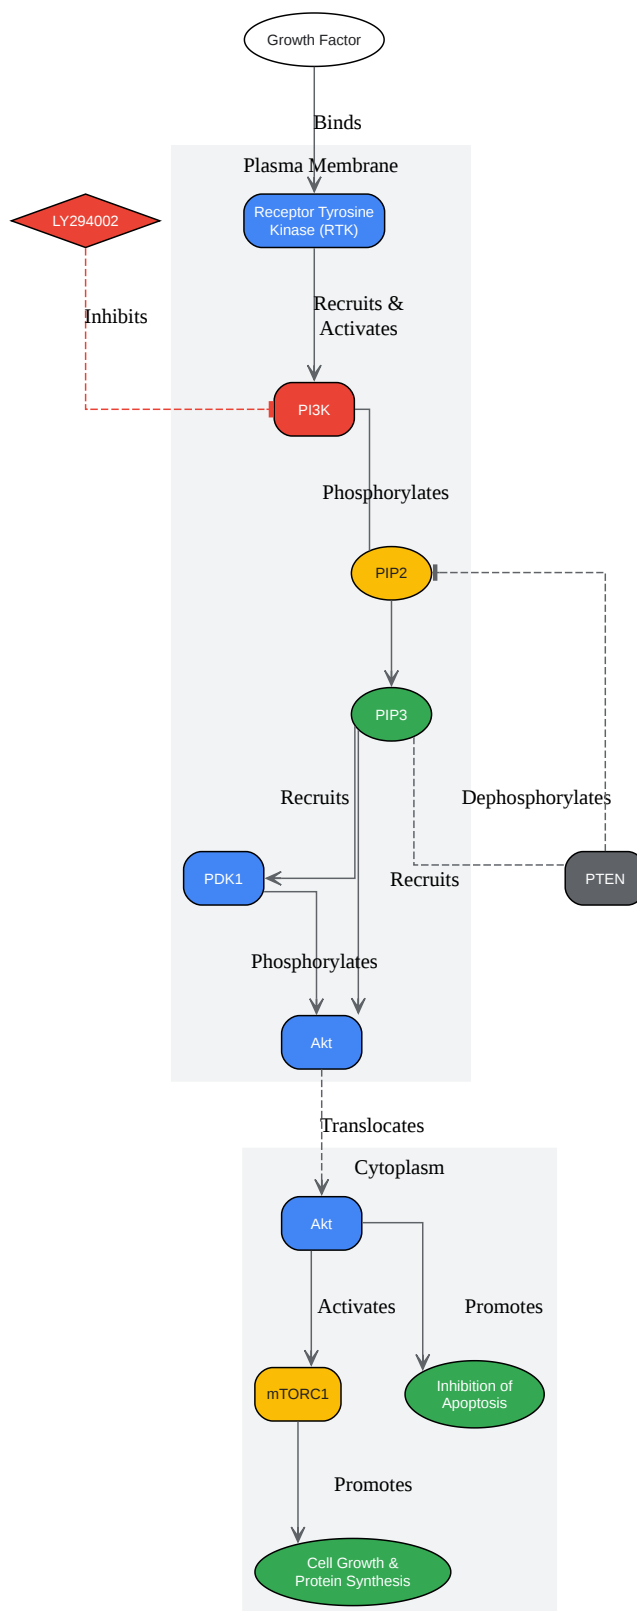 Growth Factor
Binds
Plasma Membrane
LY294002
Receptor Tyrosine
Kinase (RTK)
Inhibits
Recruits &
Activates
PI3K
Phosphorylates
PIP2
PIP3
Recruits
Dephosphorylates
PDK1
Recruits
PTEN
Phosphorylates
Akt
Translocates
Cytoplasm
Akt
Activates
Promotes
mTORC1
Inhibition of
Apoptosis
Promotes
Cell Growth &
Protein Synthesis